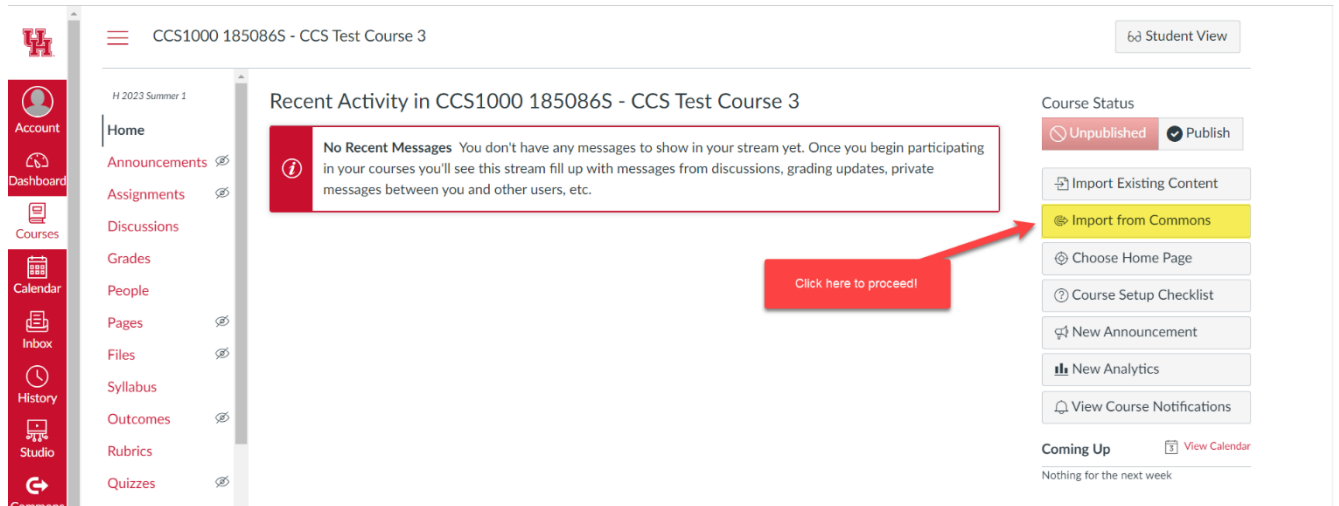 UH
CCS1000 185086S - CCS Test Course 3
Student View
Account
Dashboard
Courses
Calendar
Inbox
History
Studio
Commons
H 2023 Summer 1
Home
Announcements
Assignments
Discussions
Grades
People
Pages
Files
Syllabus
Outcomes
Rubrics
Quizzes
Recent Activity in CCS1000 185086S - CCS Test Course 3
No Recent Messages You don't have any messages to show in your stream yet. Once you begin participating
in your courses you'll see this stream fill up with messages from discussions, grading updates, private
messages between you and other users, etc.
Click here to proceed!
Course Status
Unpublished Publish
Import Existing Content
Import from Commons
Choose Home Page
Course Setup Checklist
New Announcement
New Analytics
View Course Notifications
Coming Up 3 View Calendar
Nothing for the next week